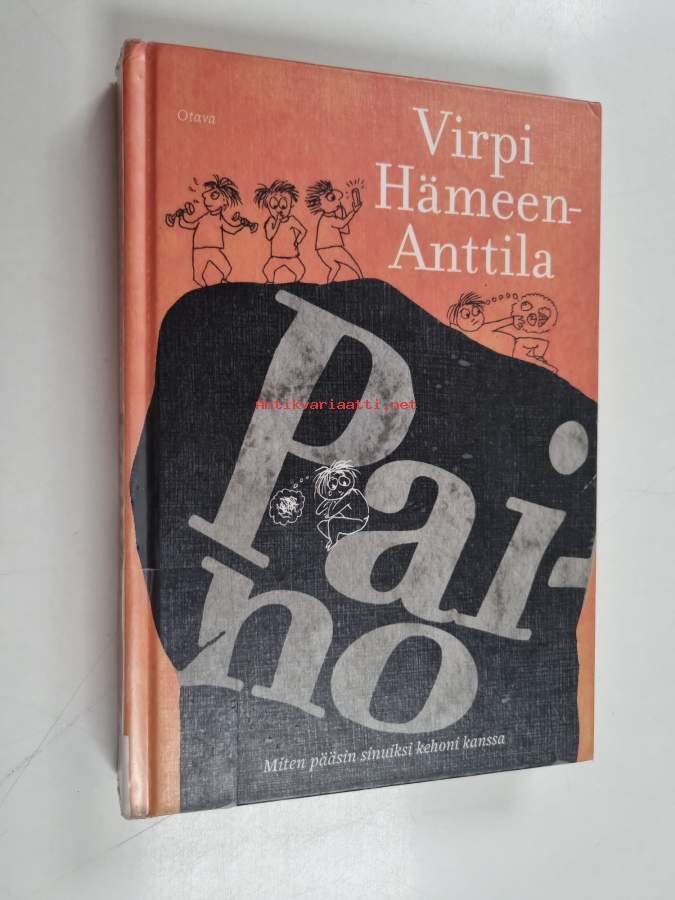 Otava
Virpi
Hämeen-
Anttila
Pai-
no
Antikvariaatti.net
Miten pääsin sinuiksi kehoni kanssa